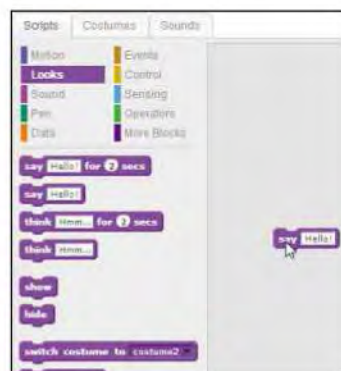 Scripts Costumes Sounds
Motion Events
Looks Control
Sound Sensing
Pen Operators
Data More Blocks
say Hello! for 2 secs
say Hello!
say Hello!
think Hmm... for 2 secs
think Hmm...
show
hide
switch costume to costume2